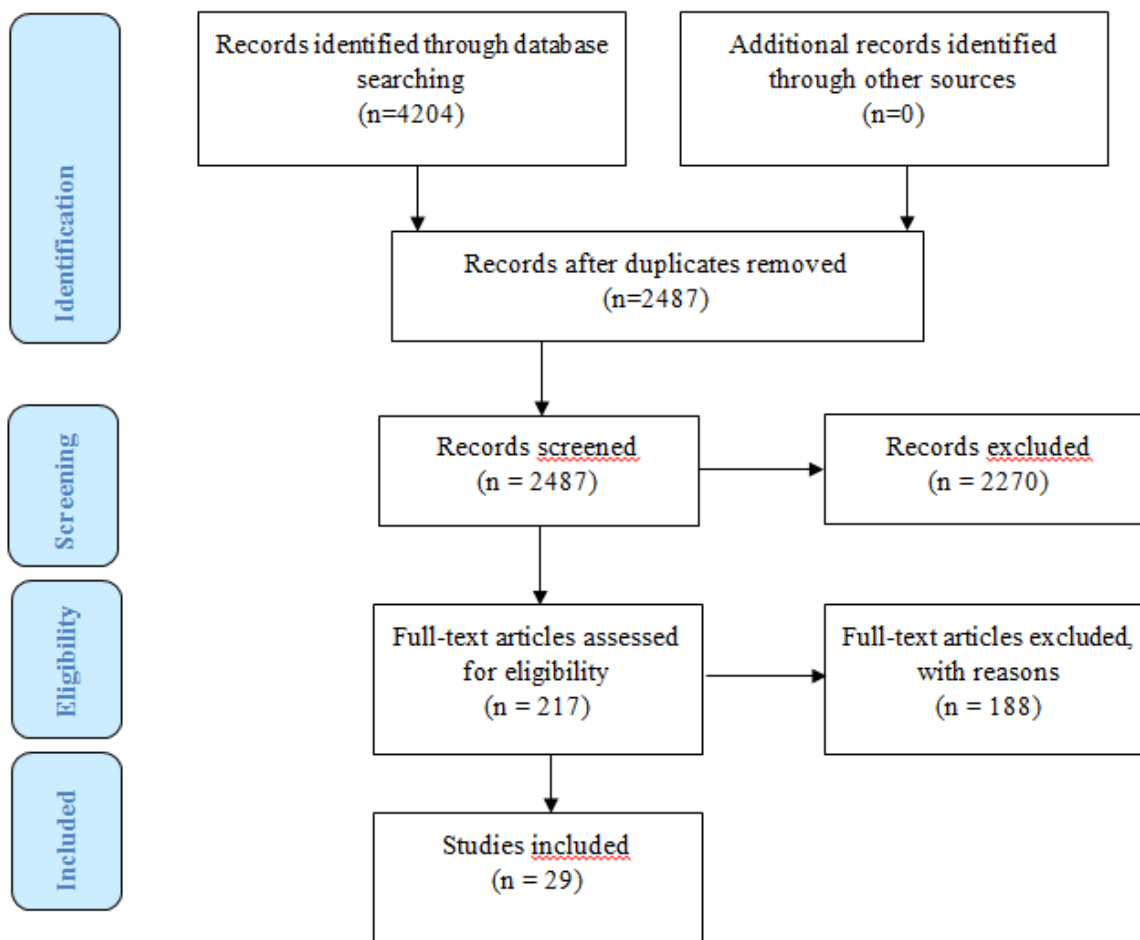 Identification
Records identified through database
searching
(n=4204)
Additional records identified
through other sources
(n=0)
Records after duplicates removed
(n=2487)
Screening
Records screened
(n = 2487)
Records excluded
(n = 2270)
Eligibility
Full-text articles assessed
for eligibility
(n = 217)
Full-text articles excluded,
with reasons
(n = 188)
Included
Studies included
(n = 29)